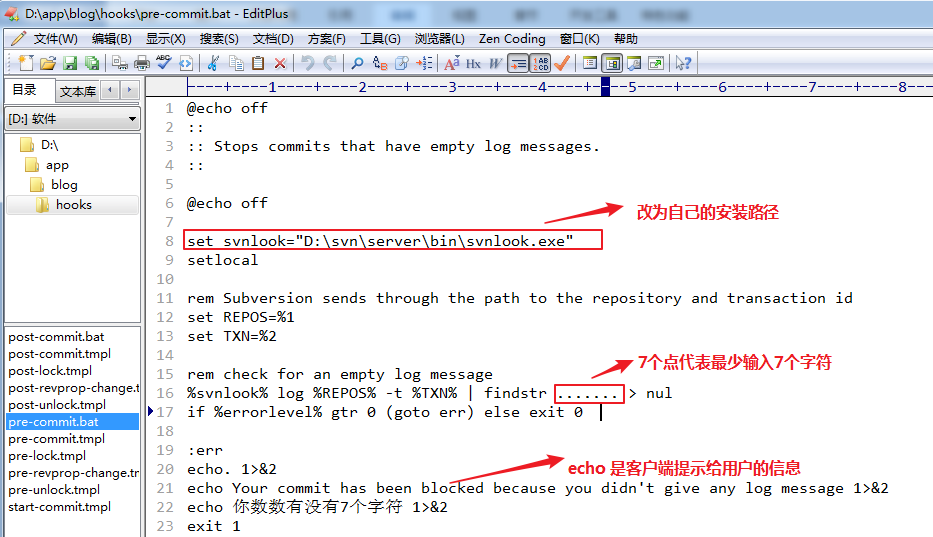 D:\app\blog\hooks\pre-commit.bat - EditPlus
文件(W) 编辑(B) 显示(X) 搜索(S) 文档(D) 方案(F) 工具(G) 浏览器(L) Zen Coding 窗口(K) 帮助
目录 文本库
[D:] 软件
D:\
app
blog
hooks
post-commit.bat
post-commit.tmpl
post-lock.tmpl
post-revprop-change.t
post-unlock.tmpl
pre-commit.bat
pre-commit.tmpl
pre-lock.tmpl
pre-revprop-change.tr
pre-unlock.tmpl
start-commit.tmpl
----+----1----+----2----+----3----+----4----+----5----+----6----+----7----+----8----
1 @echo off
2 ::
3 :: Stops commits that have empty log messages.
4 ::
5
6 @echo off
7
改为自己的安装路径
8 set svnlook="D:\svn\server\bin\svnlook.exe"
9 setlocal
10
11 rem Subversion sends through the path to the repository and transaction id
12 set REPOS=%1
13 set TXN=%2
14
7个点代表最少输入7个字符
15 rem check for an empty log message
16 %svnlook% log %REPOS% -t %TXN% | findstr ....... > nul
17 if %errorlevel% gtr 0 (goto err) else exit 0
18
19 :err
20 echo. 1>&2
echo 是客户端提示给用户的信息
21 echo Your commit has been blocked because you didn't give any log message 1>&2
22 echo 你数数有没有7个字符 1>&2
23 exit 1